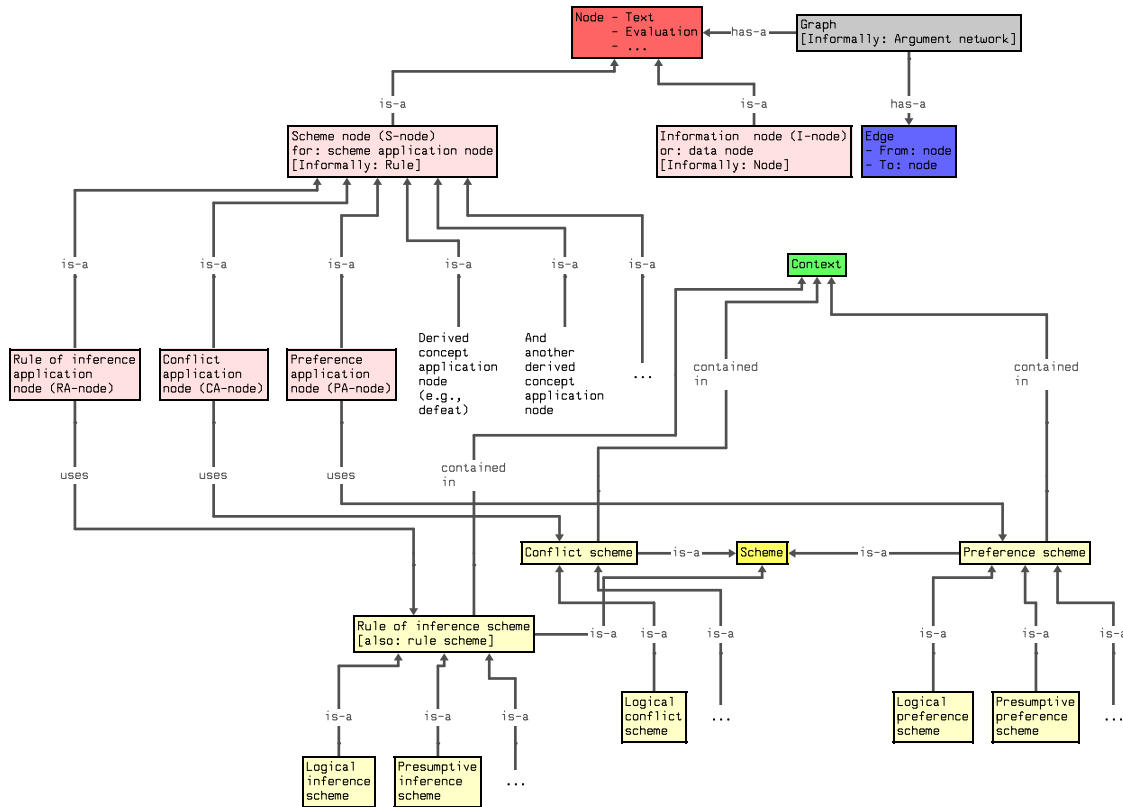 Node - Text
- Evaluation
- ...
has-a
Graph
[Informally: Argument network]
is-a
is-a
has-a
Scheme node (S-node)
for: scheme application node
[Informally: Rule]
Information node (I-node)
or: data node
[Informally: Node]
Edge
- From: node
- To: node
is-a
is-a
is-a
is-a
is-a
is-a
Context
Rule of inference
application
node (RA-node)
Conflict
application
node (CA-node)
Preference
application
node (PA-node)
Derived
concept
application
node
(e.g.,
defeat)
And
another
derived
concept
application
node
...
contained
in
contained
in
uses
uses
uses
contained
in
Conflict scheme
is-a
Scheme
is-a
Preference scheme
Rule of inference scheme
[also: rule scheme]
is-a
is-a
is-a
is-a
is-a
is-a
Logical
conflict
scheme
...
Logical
preference
scheme
Presumptive
preference
scheme
...
is-a
is-a
is-a
Logical
inference
scheme
Presumptive
inference
scheme
...